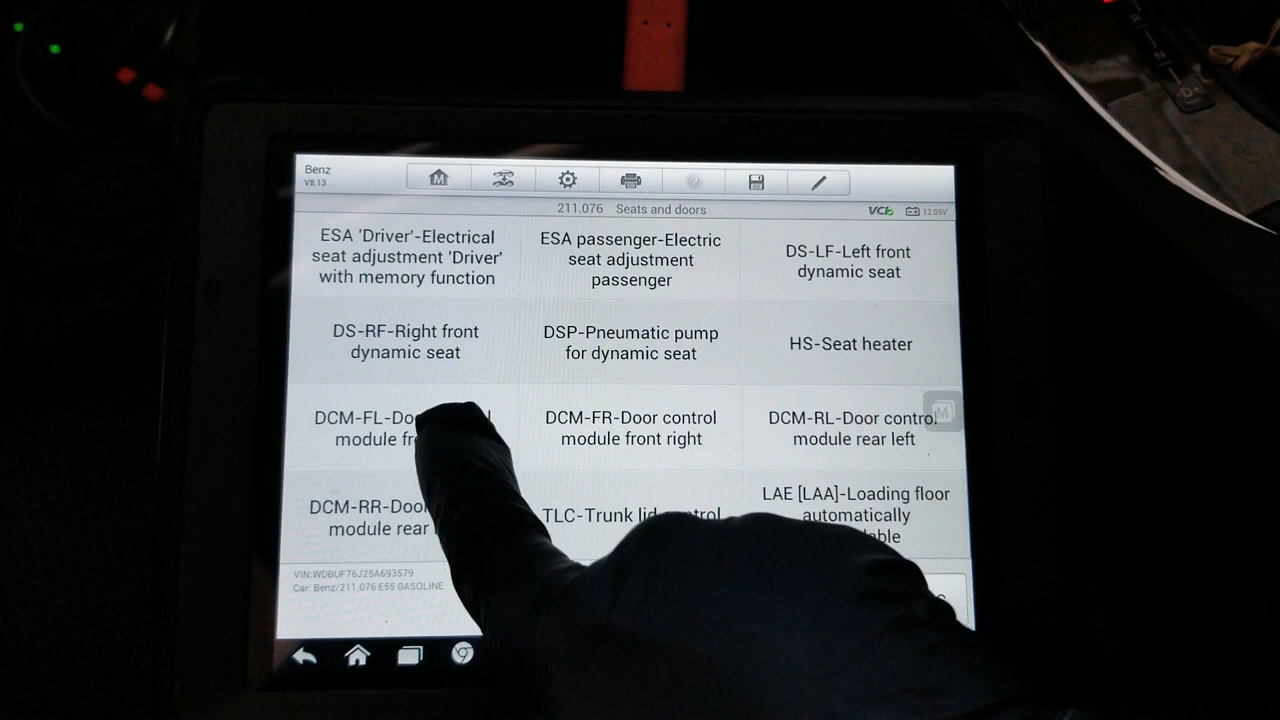 Benz
V8.13
211.076 Seats and doors
VCI
12.05V
ESA 'Driver'-Electrical
seat adjustment 'Driver'
with memory function
ESA passenger-Electric
seat adjustment
passenger
DS-LF-Left front
dynamic seat
DS-RF-Right front
dynamic seat
DSP-Pneumatic pump
for dynamic seat
HS-Seat heater
DCM-FL-Doo
module fr
DCM-FR-Door control
module front right
DCM-RL-Door control
module rear left
M
DCM-RR-Door
module rear
TLC-Trunk lid control
LAE [LAA]-Loading floor
automatically
VIN:WDBUF76J25A693579
Car: Benz/211.076 E55 GASOLINE